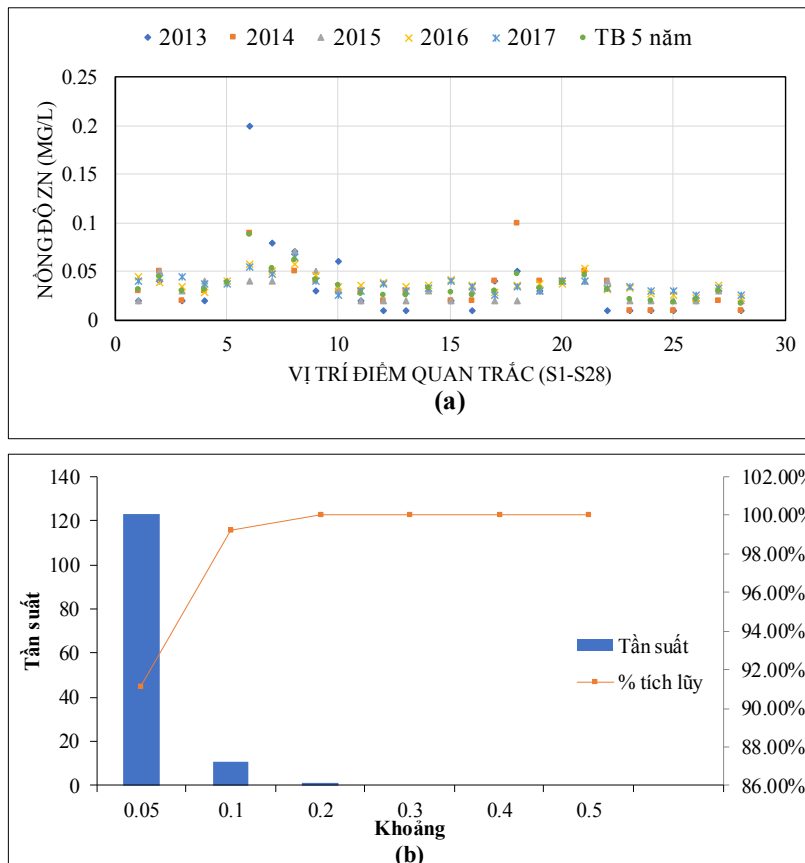 2013 2014 2015 2016 2017 TB 5 năm
0.25
0.2
0.15
0.1
0.05
0
0 5 10 15 20 25 30
NỒNG ĐỘ ZN (MG/L)
VỊ TRÍ ĐIỂM QUAN TRẮC (S1-S28)
(a)
140
120
100
80
60
40
20
0
Tần suất
102.00%
100.00%
98.00%
96.00%
94.00%
92.00%
90.00%
88.00%
86.00%
Tần suất
% tích lũy
0.05 0.1 0.2 0.3 0.4 0.5
Khoảng
(b)